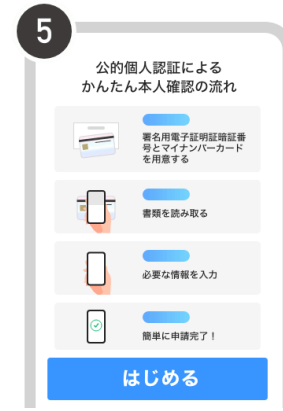 5
公的個人認証による
かんたん本人確認の流れ
署名用電子証明証暗証番
号とマイナンバーカード
を用意する
書類を読み取る
必要な情報を入力
簡単に申請完了！
はじめる